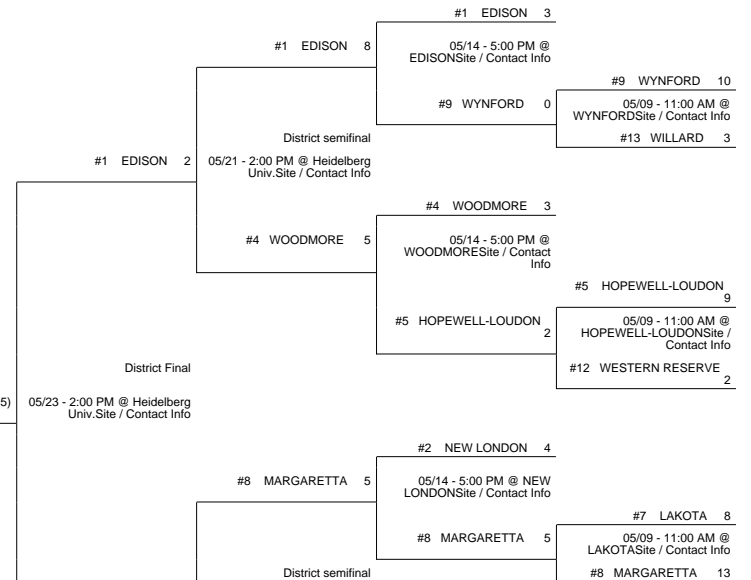 #1 EDISON 3
#1 EDISON 8
05/14 - 5:00 PM @
EDISONSite / Contact Info
#9 WYNFORD 10
#9 WYNFORD 0
05/09 - 11:00 AM @
WYNFORDSite / Contact Info
District semifinal
#13 WILLARD 3
#1 EDISON 2
05/21 - 2:00 PM @ Heidelberg
Univ.Site / Contact Info
#4 WOODMORE 3
#4 WOODMORE 5
05/14 - 5:00 PM @
WOODMORESite / Contact
Info
#5 HOPEWELL-LOUDON
9
#5 HOPEWELL-LOUDON
2
05/09 - 11:00 AM @
HOPEWELL-LOUDONSite /
Contact Info
District Final
#12 WESTERN RESERVE
2
5)
05/23 - 2:00 PM @ Heidelberg
Univ.Site / Contact Info
#2 NEW LONDON 4
#8 MARGARETTA 5
05/14 - 5:00 PM @ NEW
LONDONSite / Contact Info
#7 LAKOTA 8
#8 MARGARETTA 5
05/09 - 11:00 AM @
LAKOTASite / Contact Info
District semifinal
#8 MARGARETTA 13